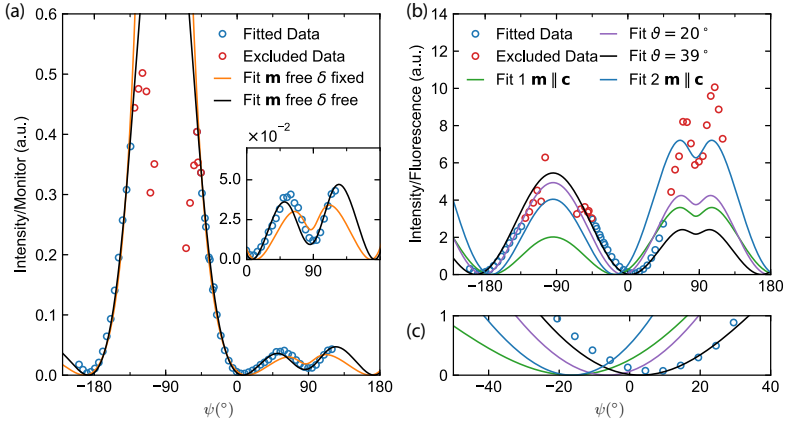 (a)
Intensity/Monitor (a.u.)
0.6
0.5
0.4
0.3
0.2
0.1
0.0
−180
−90
0
90
180
ψ(°)
Fitted Data
Excluded Data
Fit m free δ fixed
Fit m free δ free
×10⁻²
5.0
2.5
0.0
0
90
180
(b)
Intensity/Fluorescence (a.u.)
14
12
10
8
6
4
2
0
−180
−90
0
90
180
Fitted Data
Excluded Data
Fit 1 m ∥ c
Fit ϑ = 20°
Fit ϑ = 39°
Fit 2 m ∥ c
(c)
1
0
−40
−20
0
20
40
ψ(°)